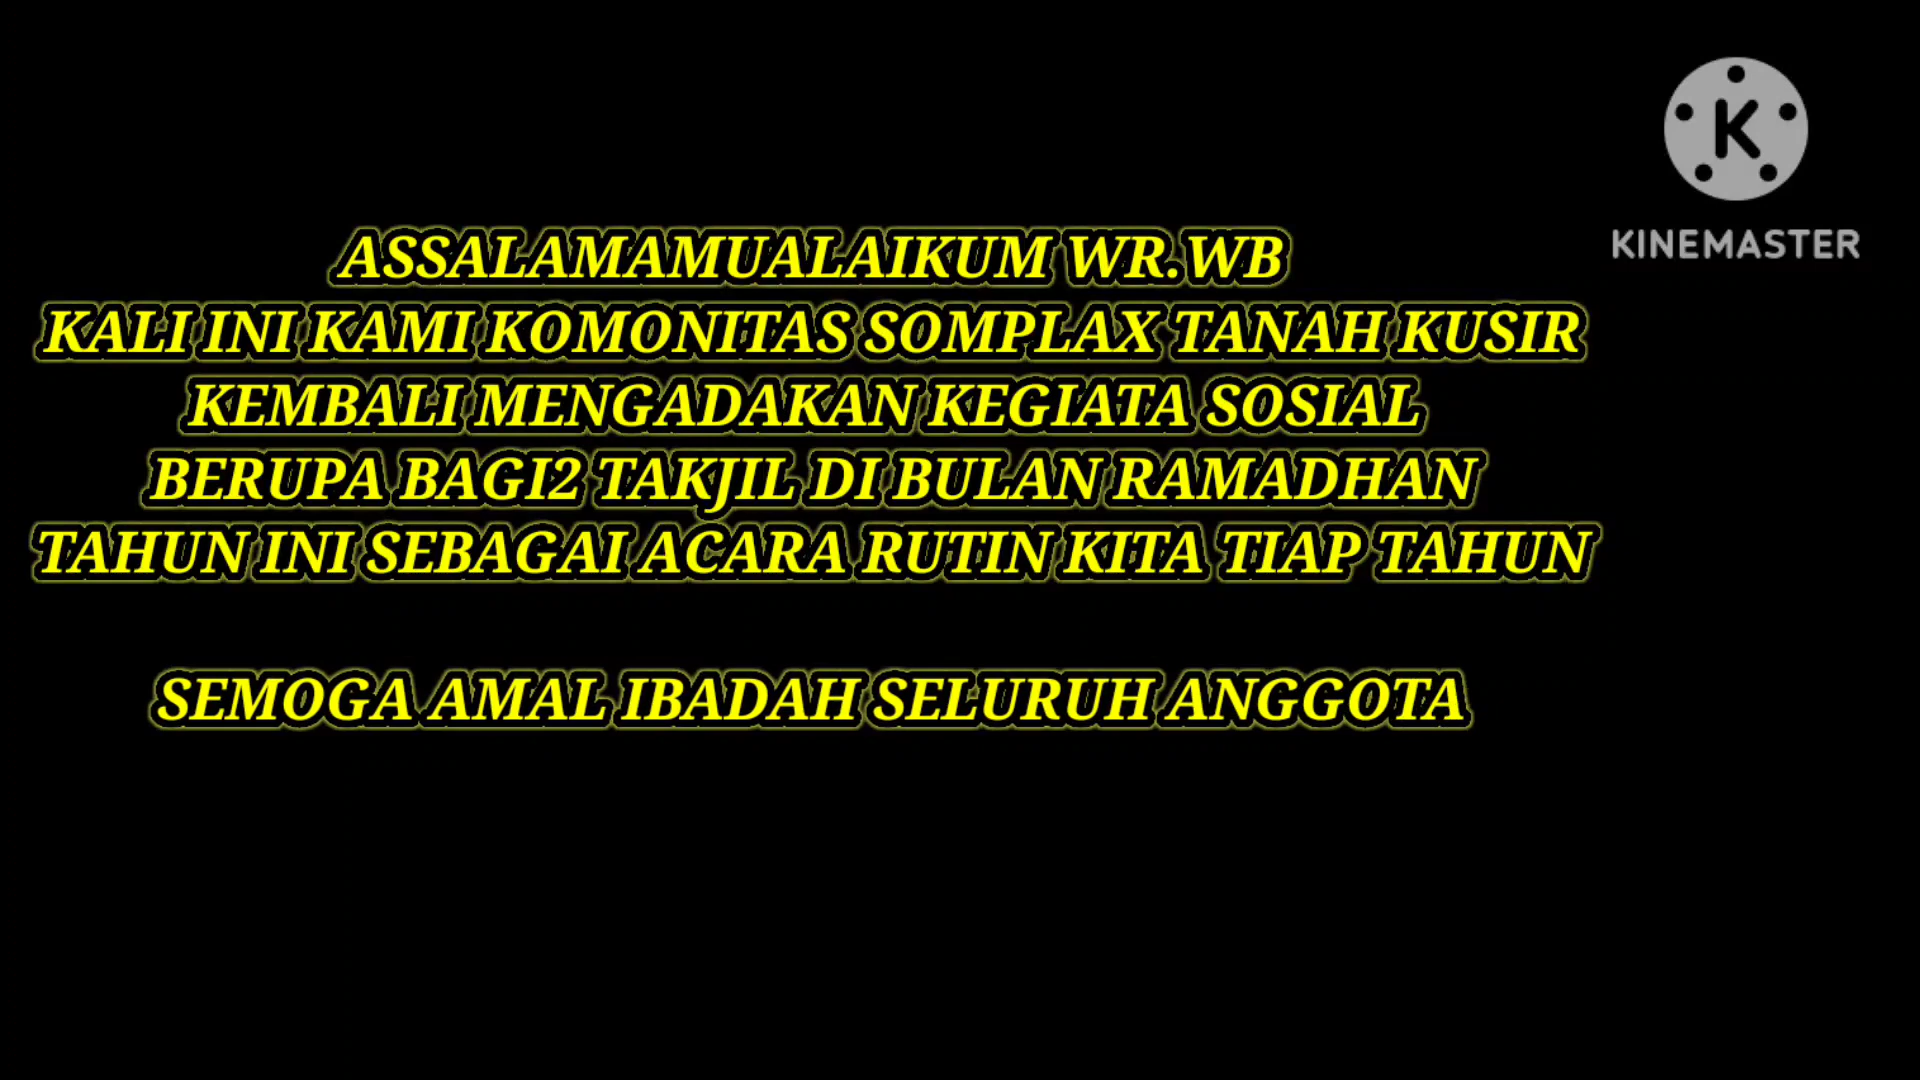 KINEMASTER
ASSALAMAMUALAIKUM WR.WB
KALI INI KAMI KOMONITAS SOMPLAX TANAH KUSIR
KEMBALI MENGADAKAN KEGIATA SOSIAL
BERUPA BAGI2 TAKJIL DI BULAN RAMADHAN
TAHUN INI SEBAGAI ACARA RUTIN KITA TIAP TAHUN
SEMOGA AMAL IBADAH SELURUH ANGGOTA